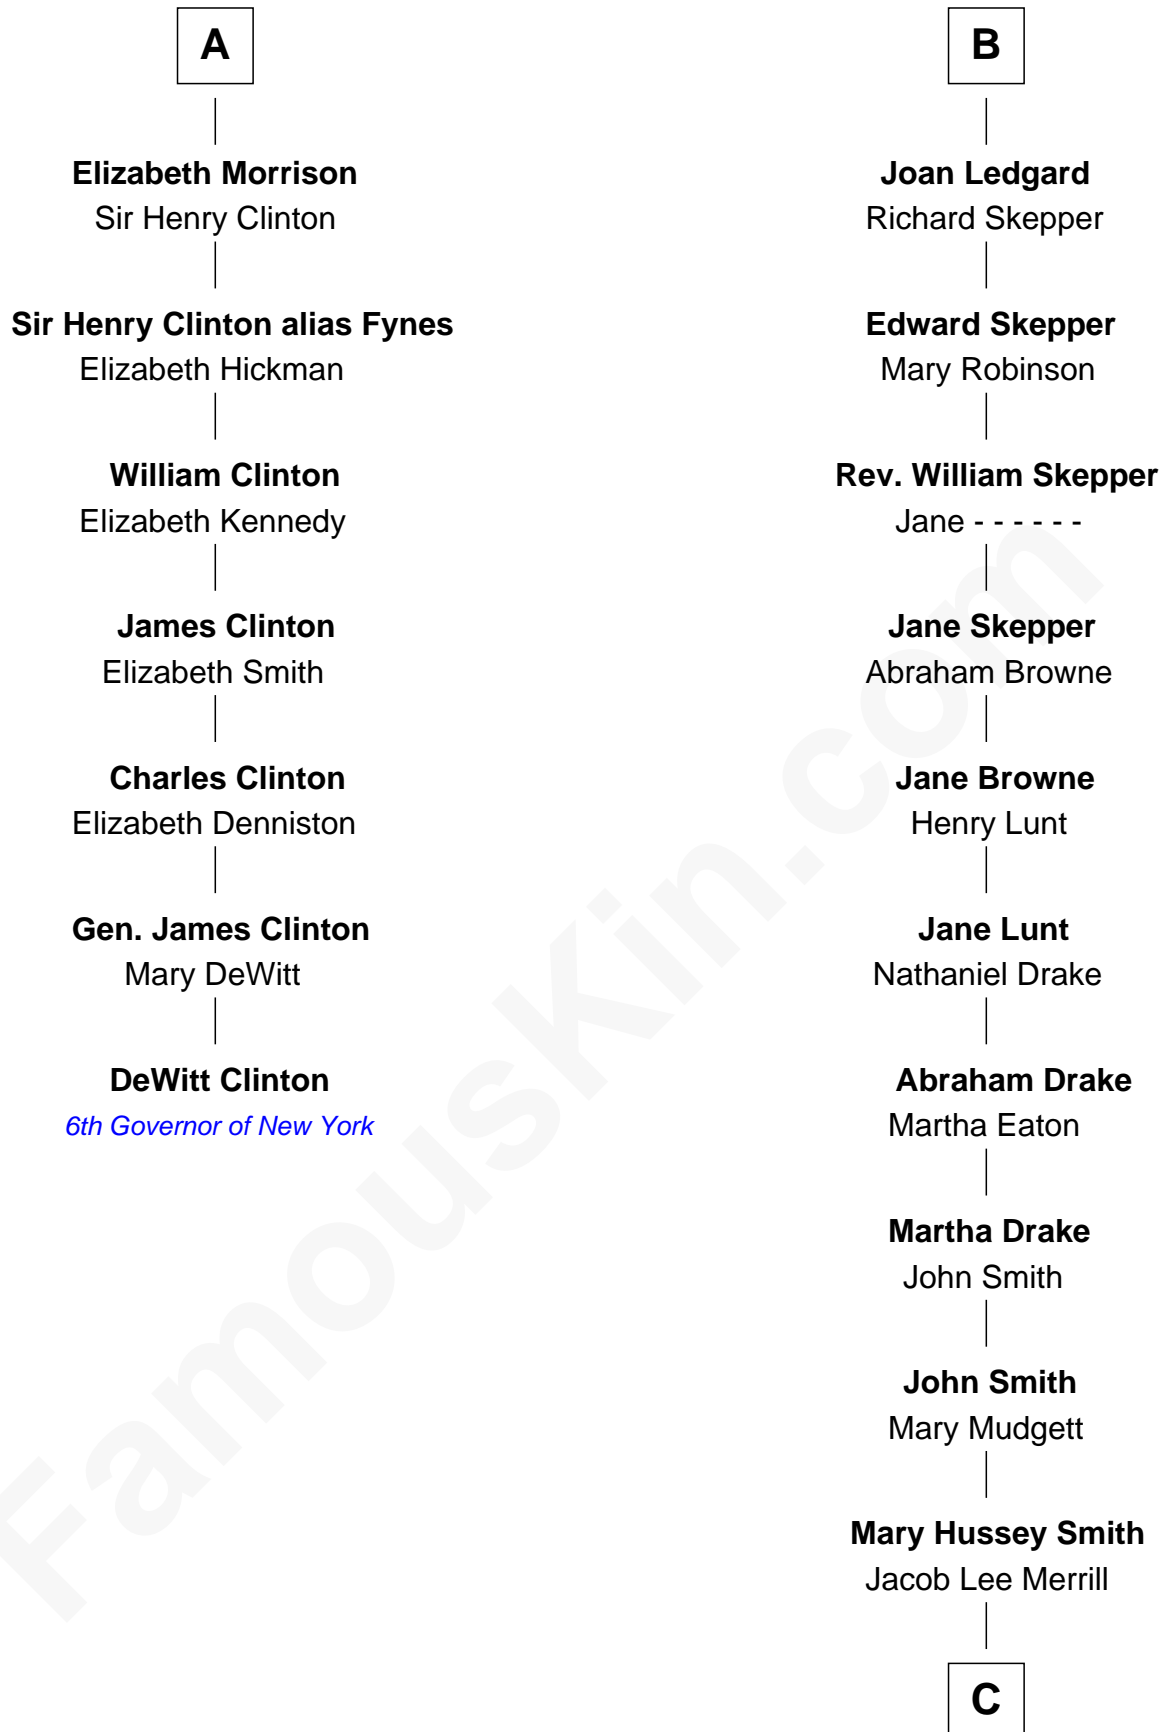 A
Elizabeth Morrison
Sir Henry Clinton
Sir Henry Clinton alias Fynes
Elizabeth Hickman
William Clinton
Elizabeth Kennedy
James Clinton
Elizabeth Smith
Charles Clinton
Elizabeth Denniston
Gen. James Clinton
Mary DeWitt
DeWitt Clinton
6th Governor of New York
B
Joan Ledgard
Richard Skepper
Edward Skepper
Mary Robinson
Rev. William Skepper
Jane - - - - - -
Jane Skepper
Abraham Browne
Jane Browne
Henry Lunt
Jane Lunt
Nathaniel Drake
Abraham Drake
Martha Eaton
Martha Drake
John Smith
John Smith
Mary Mudgett
Mary Hussey Smith
Jacob Lee Merrill
C
FamousKin.com